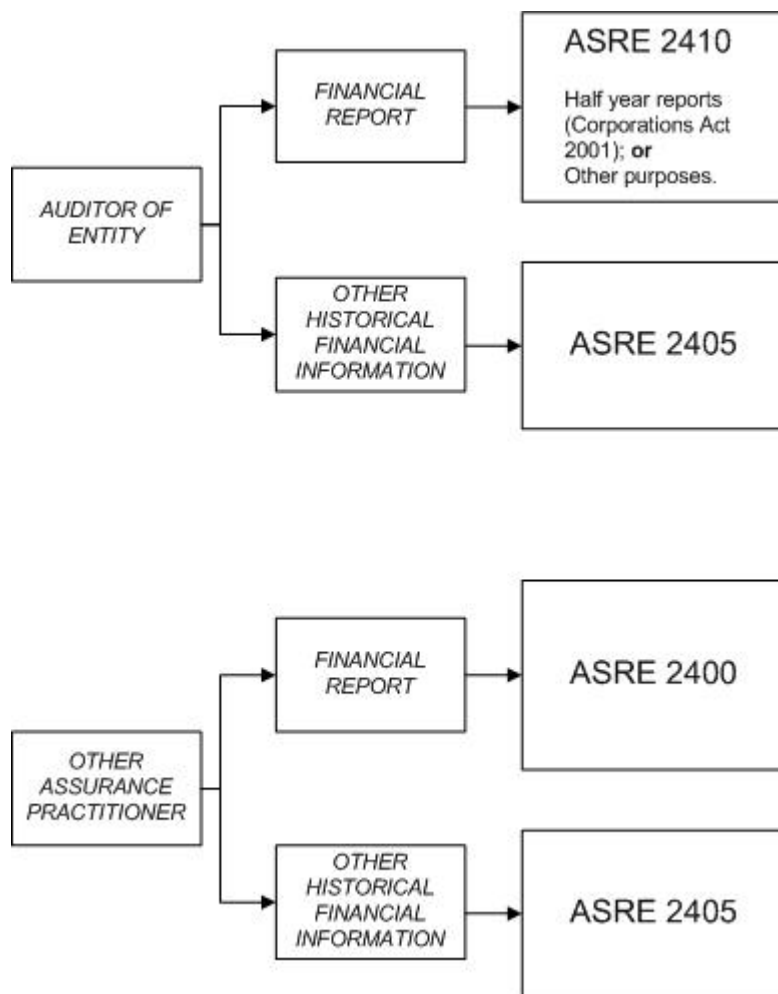 AUDITOR OF
ENTITY
FINANCIAL
REPORT
ASRE 2410
Half year reports
(Corporations Act
2001); or
Other purposes.
OTHER
HISTORICAL
FINANCIAL
INFORMATION
ASRE 2405
OTHER
ASSURANCE
PRACTITIONER
FINANCIAL
REPORT
ASRE 2400
OTHER
HISTORICAL
FINANCIAL
INFORMATION
ASRE 2405